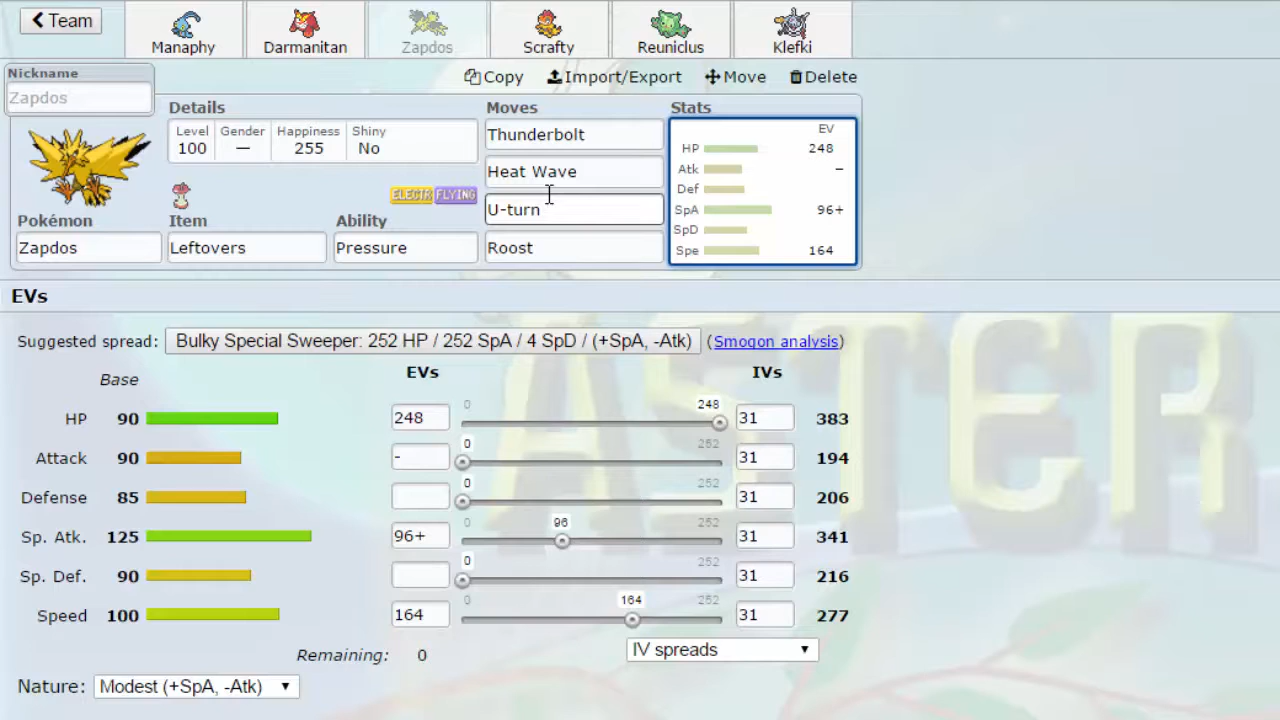 Team
Manaphy
Darmanitan
Zapdos
Scrafty
Reuniclus
Klefki
Nickname
Zapdos
Copy
Import/Export
Move
Delete
Details
Moves
Stats
Level
100
Gender
—
Happiness
255
Shiny
No
Thunderbolt
Heat Wave
U-turn
Roost
EV
HP 248
Atk –
Def
SpA 96+
SpD
Spe 164
ELECTR FLYING
Pokémon
Zapdos
Item
Leftovers
Ability
Pressure
EVs
Suggested spread: Bulky Special Sweeper: 252 HP / 252 SpA / 4 SpD / (+SpA, -Atk) (Smogon analysis)
Base EVs IVs
HP 90 248 0 248 31 383
Attack 90 - 0 252 31 194
Defense 85 0 252 31 206
Sp. Atk. 125 96+ 0 96 252 31 341
Sp. Def. 90 0 252 31 216
Speed 100 164 0 164 252 31 277
Remaining: 0
IV spreads
Nature: Modest (+SpA, -Atk)
ASTER